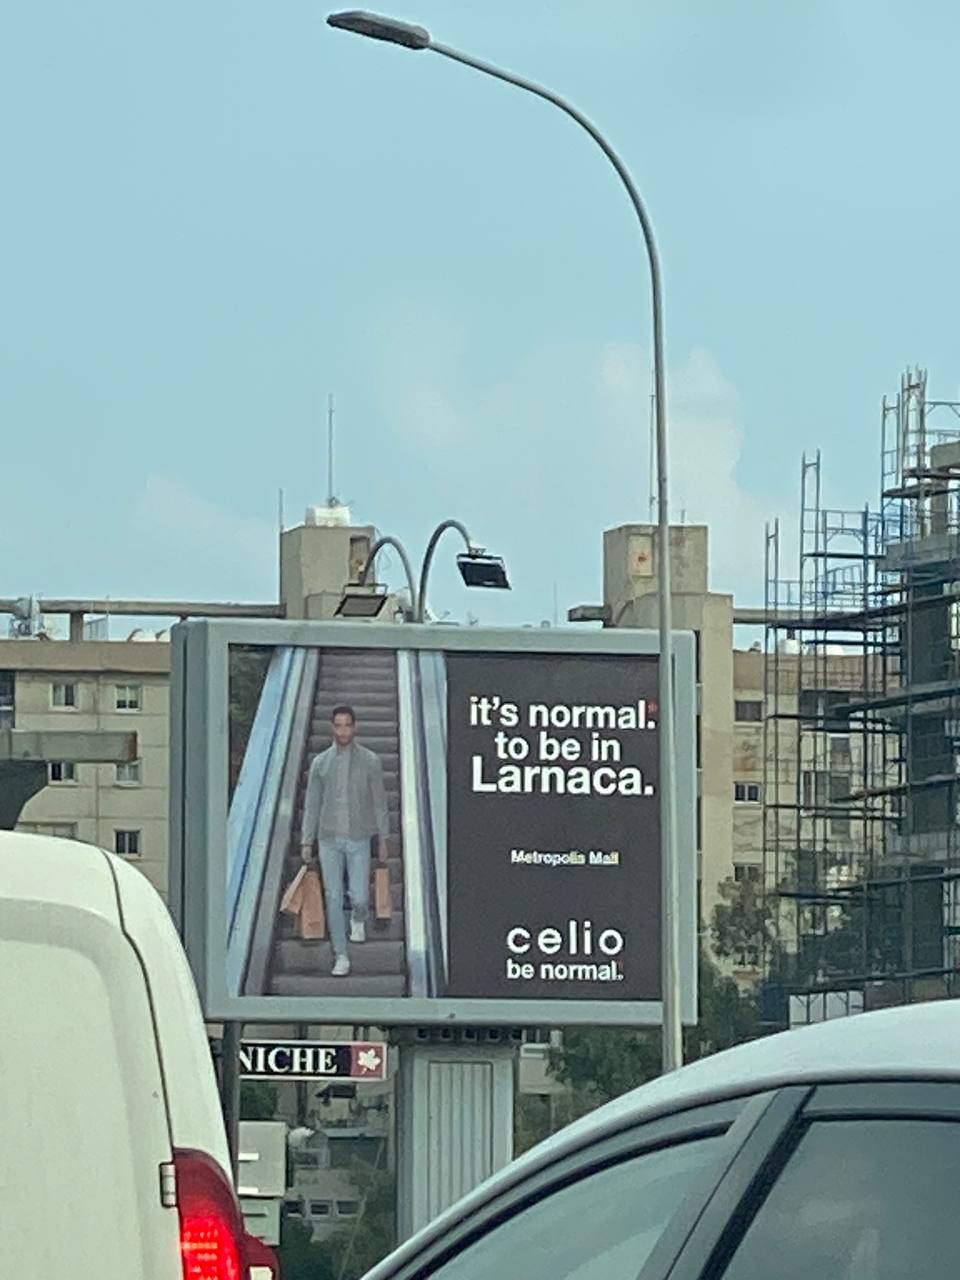 it's normal.*
to be in
Larnaca.
Metropolis Mall
celio
be normal.
NICHE